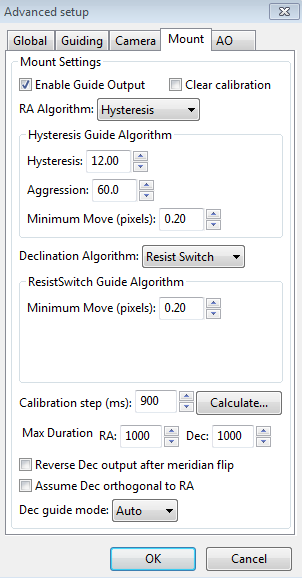 Advanced setup
Global Guiding Camera Mount AO
Mount Settings
Enable Guide Output Clear calibration
RA Algorithm: Hysteresis
Hysteresis Guide Algorithm
Hysteresis: 12.00
Aggression: 60.0
Minimum Move (pixels): 0.20
Declination Algorithm: Resist Switch
ResistSwitch Guide Algorithm
Minimum Move (pixels): 0.20
Calibration step (ms): 900 Calculate...
Max Duration RA: 1000 Dec: 1000
Reverse Dec output after meridian flip
Assume Dec orthogonal to RA
Dec guide mode: Auto
OK Cancel